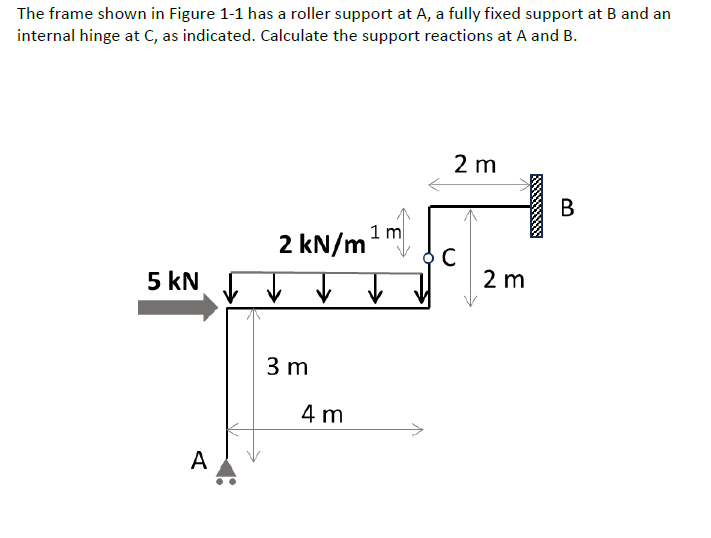 The frame shown in Figure 1-1 has a roller support at A, a fully fixed support at B and an
internal hinge at C, as indicated. Calculate the support reactions at A and B.
2 m
B
1 m
2 kN/m
C
5 kN
2 m
3 m
4 m
A